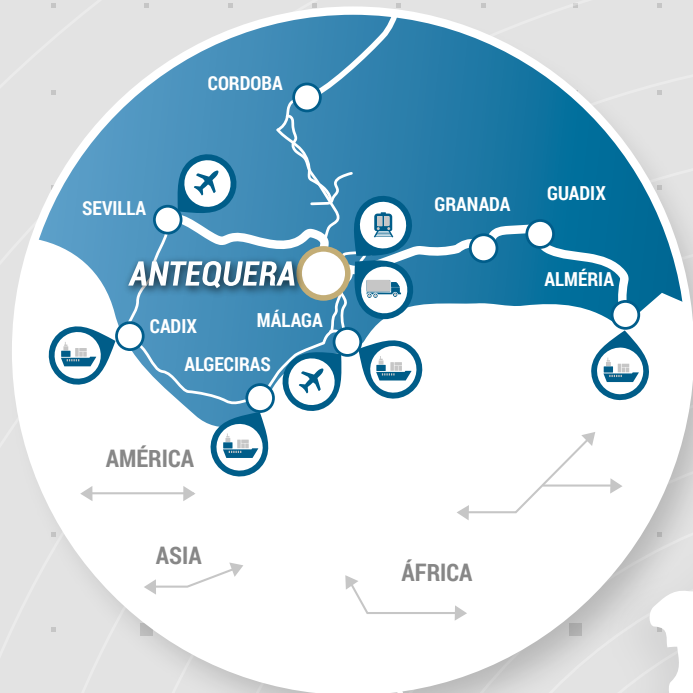 CORDOBA
SEVILLA
GRANADA
GUADIX
ANTEQUERA
ALMÉRIA
CADIX
MÁLAGA
ALGECIRAS
AMÉRICA
ASIA
ÁFRICA